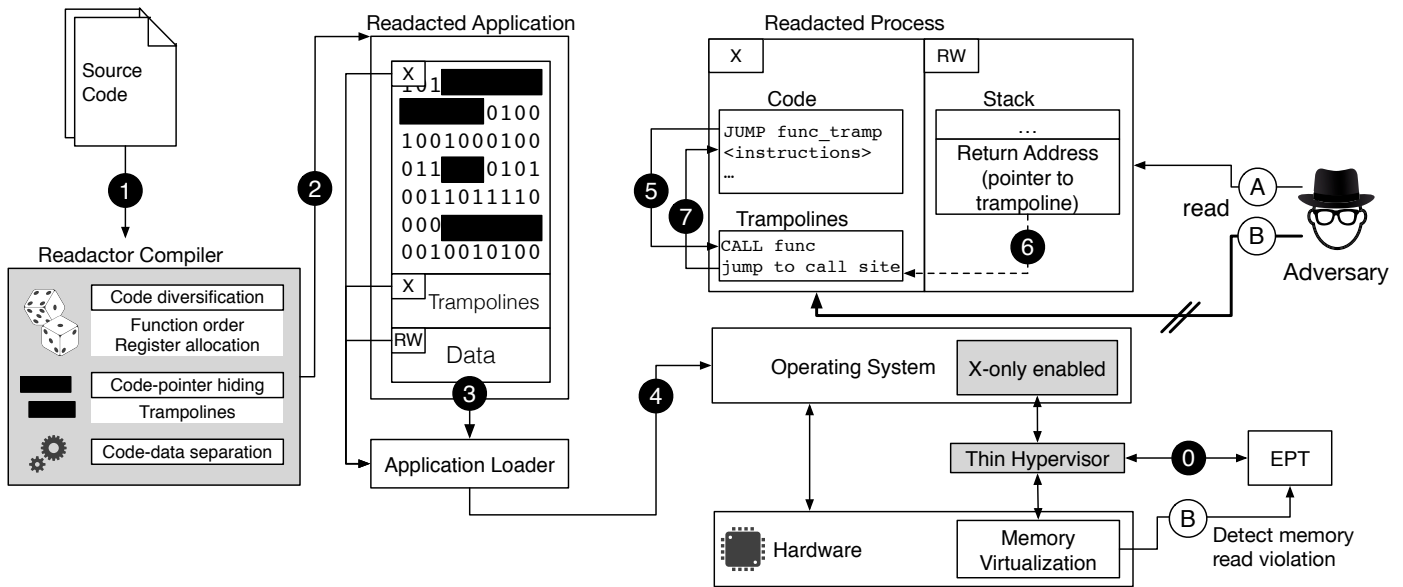 Source
Code
1
Readactor Compiler
Code diversification
Function order
Register allocation
Code-pointer hiding
Trampolines
Code-data separation
2
Readacted Application
X
101
0100
1001000100
011 0101
0011011110
000
0010010100
X
Trampolines
RW
Data
3
Application Loader
4
Readacted Process
X
RW
Code
JUMP func_tramp
<instructions>
…
5
7
Trampolines
CALL func
jump to call site
Stack
…
Return Address
(pointer to
trampoline)
6
A
read
B
Adversary
Operating System
X-only enabled
Thin Hypervisor
0
EPT
Hardware
Memory
Virtualization
B
Detect memory
read violation